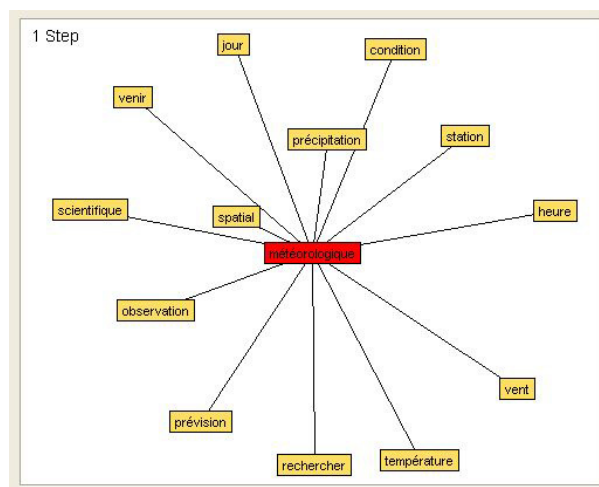 1 Step
jour
condition
venir
précipitation
station
scientifique
spatial
heure
météorologique
observation
vent
prévision
rechercher
température